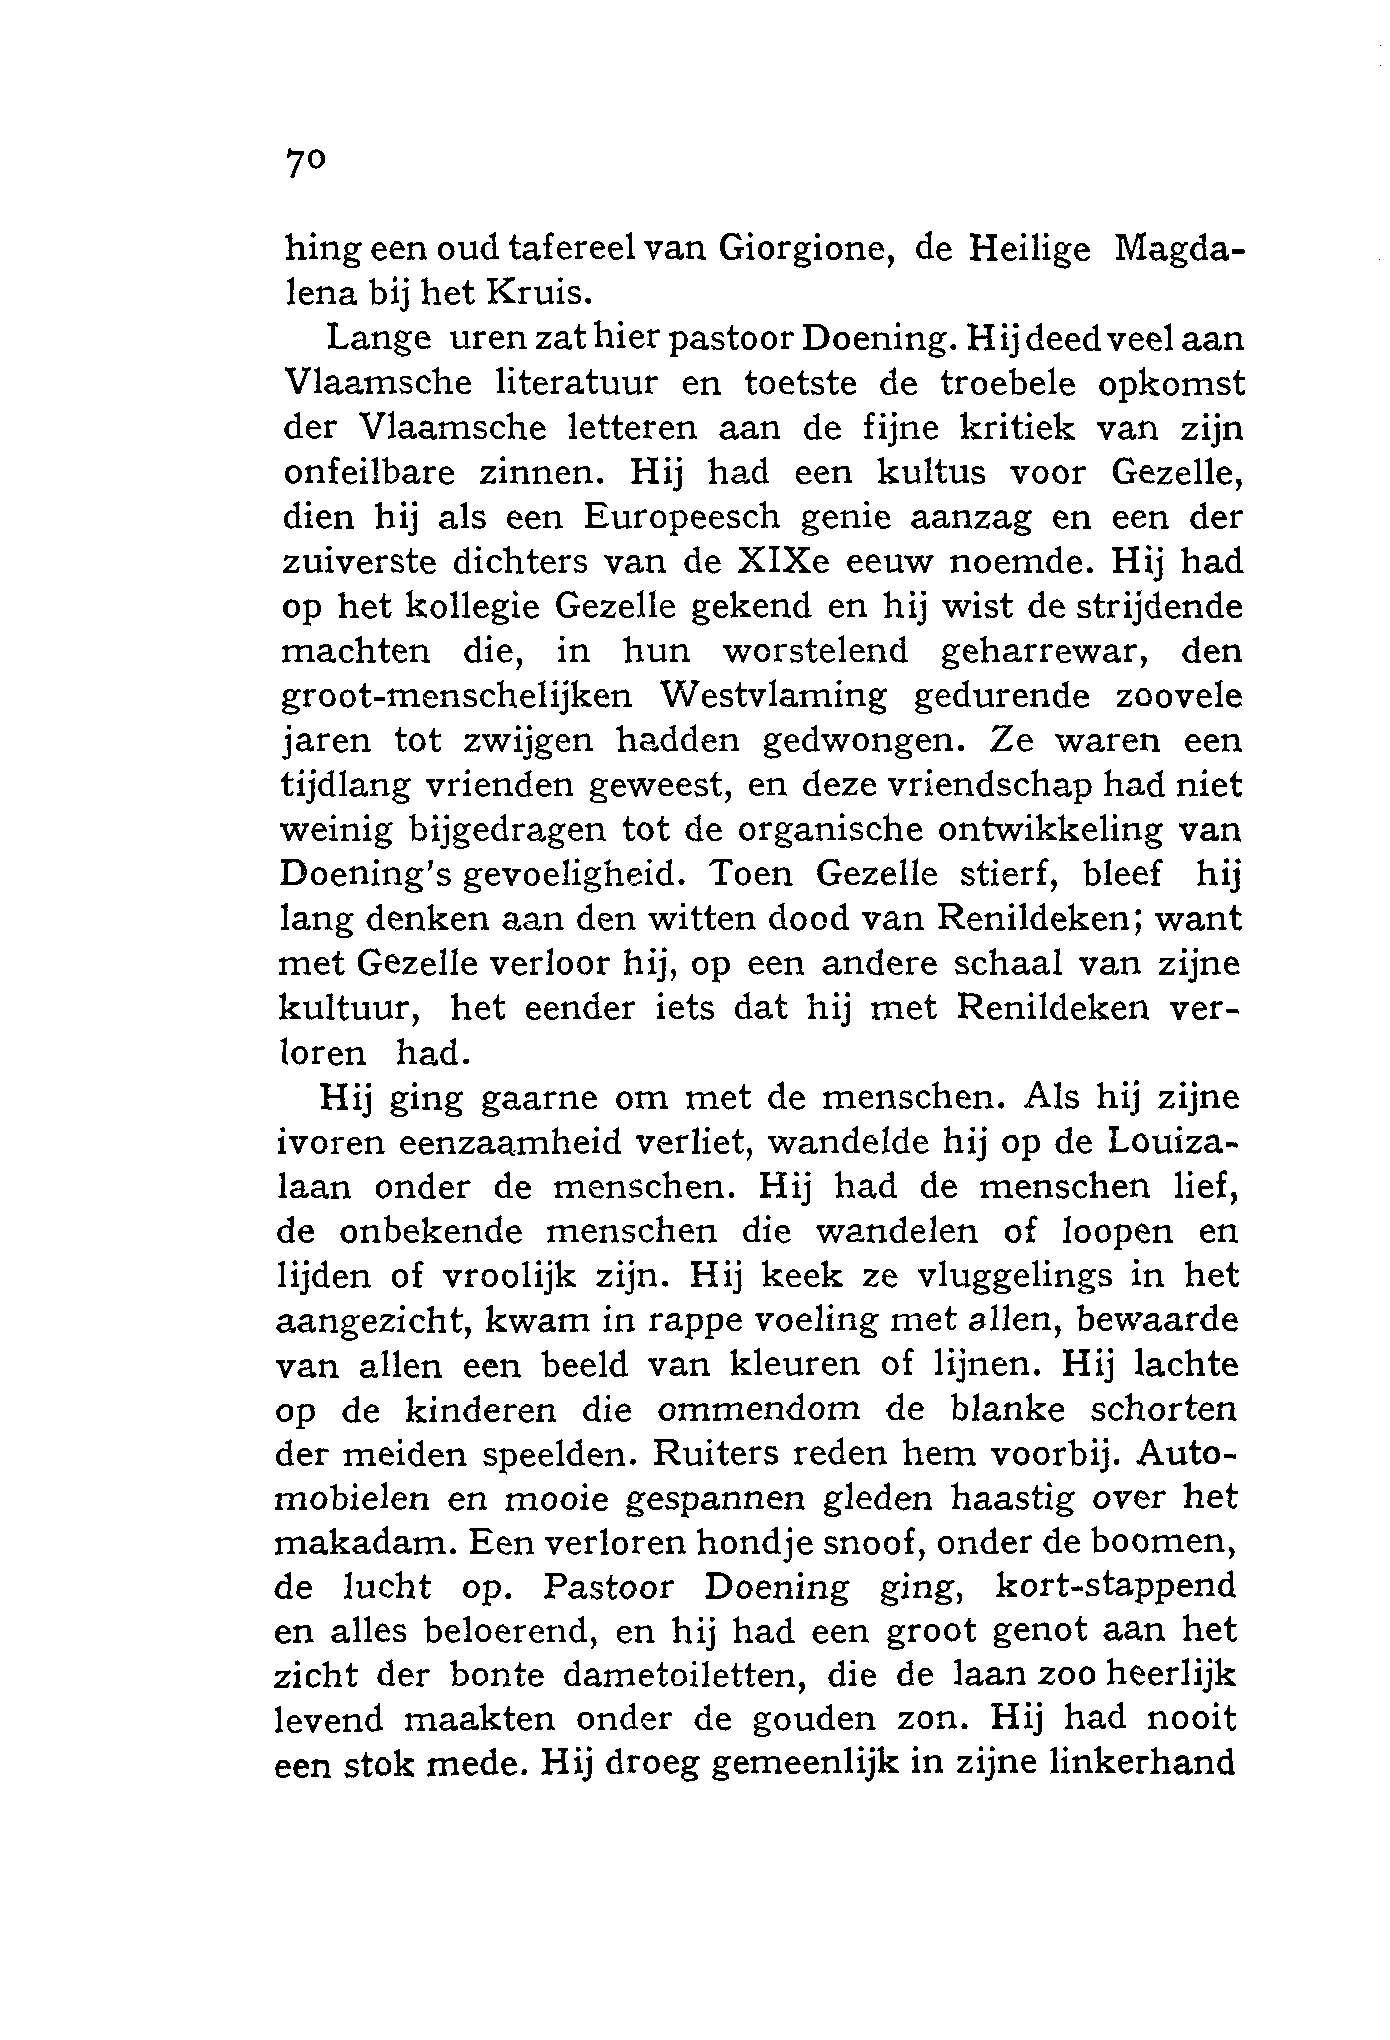 70
hing een oud tafereel van Giorgione, de Heilige Magda-
lena bij het Kruis.
Lange uren zat hier pastoor Doening. Hij deed veel aan
Vlaamsche literatuur en toetste de troebele opkomst
der Vlaamsche letteren aan de fijne kritiek van zijn
onfeilbare zinnen. Hij had een kultus voor Gezelle,
dien hij als een Europeesch genie aanzag en een der
zuiverste dichters van de XIXe eeuw noemde. Hij had
op het kollegie Gezelle gekend en hij wist de strijdende
machten die, in hun worstelend geharrewar, den
groot-menschelijken Westvlaming gedurende zoovele
jaren tot zwijgen hadden gedwongen. Ze waren een
tijdlang vrienden geweest, en deze vriendschap had niet
weinig bijgedragen tot de organische ontwikkeling van
Doening's gevoeligheid. Toen Gezelle stierf, bleef hij
lang denken aan den witten dood van Renildeken; want
met Gezelle verloor hij, op een andere schaal van zijne
kultuur, het eender iets dat hij met Renildeken ver-
loren had.
Hij ging gaarne om met de menschen. Als hij zijne
ivoren eenzaamheid verliet, wandelde hij op de Louiza-
laan onder de menschen. Hij had de menschen lief,
de onbekende menschen die wandelen of loopen en
lijden of vroolijk zijn. Hij keek ze vluggelings in het
aangezicht, kwam in rappe voeling met allen, bewaarde
van allen een beeld van kleuren of lijnen. Hij lachte
op de kinderen die ommendom de blanke schorten
der meiden speelden. Ruiters reden hem voorbij. Auto-
mobielen en mooie gespannen gleden haastig over het
makadam. Een verloren hondje snoof, onder de boomen,
de lucht op. Pastoor Doening ging, kort-stappend
en alles beloerend, en hij had een groot genot aan het
zicht der bonte dametoiletten, die de laan zoo heerlijk
levend maakten onder de gouden zon. Hij had nooit
een stok mede. Hij droeg gemeenlijk in zijne linkerhand